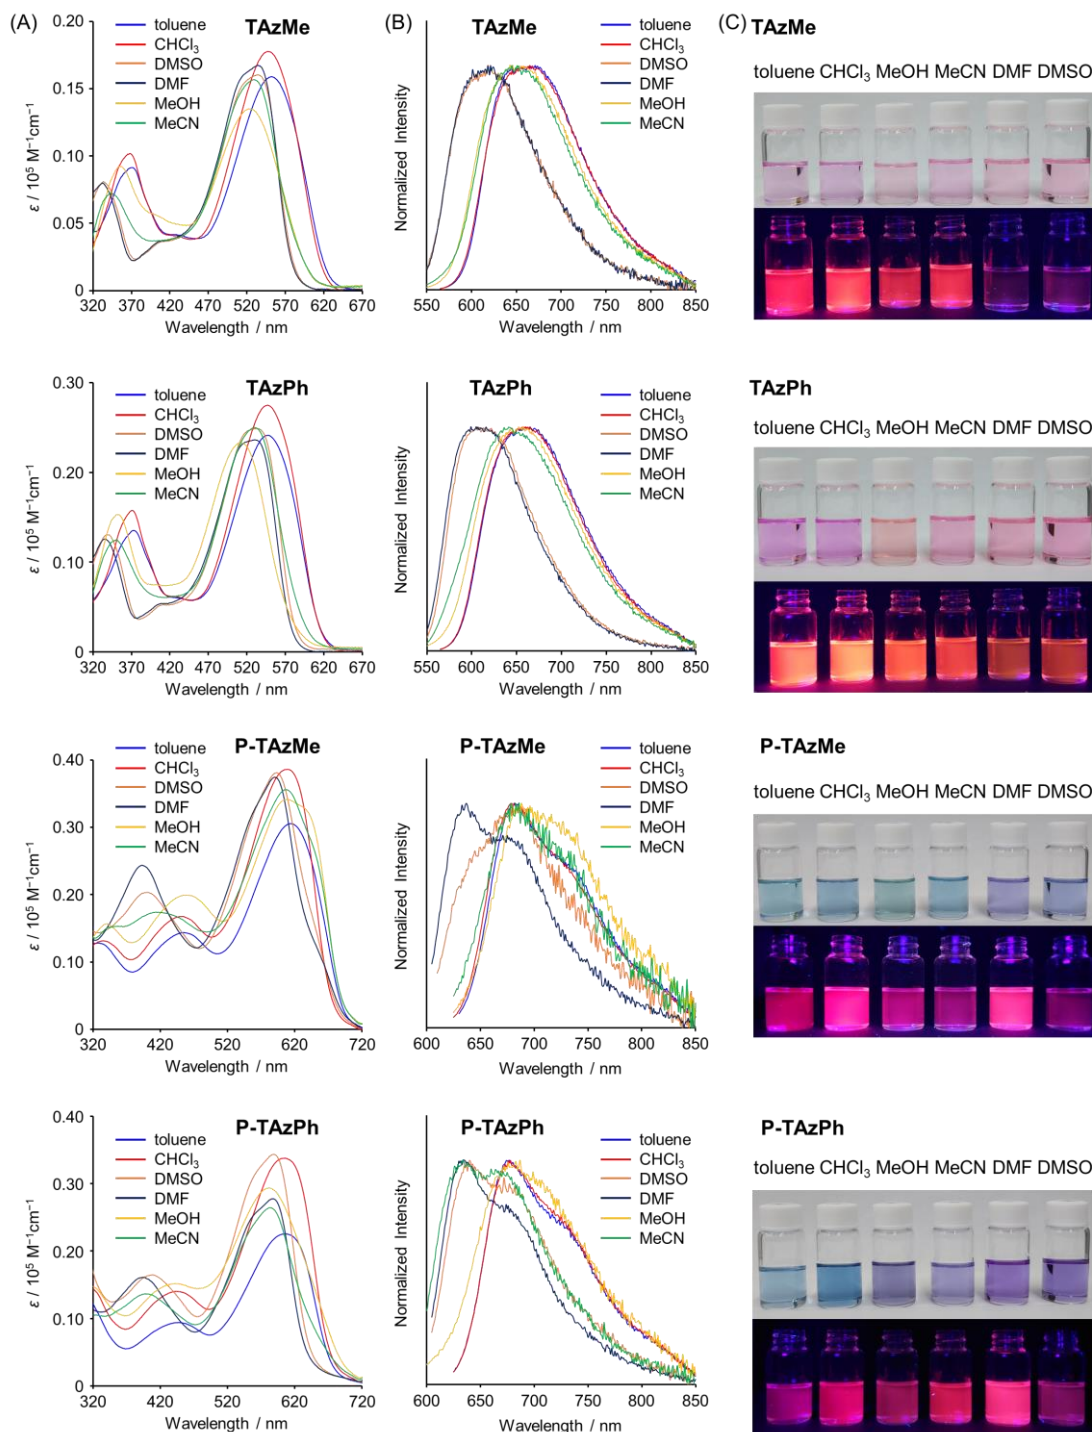 (A)
TAzMe
toluene
CHCl₃
DMSO
DMF
MeOH
MeCN
ε / 10⁵ M⁻¹cm⁻¹
0.20
0.15
0.10
0.05
0
320 370 420 470 520 570 620 670
Wavelength / nm
(B)
TAzMe
toluene
CHCl₃
DMSO
DMF
MeOH
MeCN
Normalized Intensity
550 600 650 700 750 800 850
Wavelength / nm
(C) TAzMe
toluene CHCl₃ MeOH MeCN DMF DMSO
TAzPh
toluene
CHCl₃
DMSO
DMF
MeOH
MeCN
ε / 10⁵ M⁻¹cm⁻¹
0.30
0.20
0.10
0
320 370 420 470 520 570 620 670
Wavelength / nm
TAzPh
toluene
CHCl₃
DMSO
DMF
MeOH
MeCN
Normalized Intensity
550 600 650 700 750 800 850
Wavelength / nm
TAzPh
toluene CHCl₃ MeOH MeCN DMF DMSO
P-TAzMe
toluene
CHCl₃
DMSO
DMF
MeOH
MeCN
ε / 10⁵ M⁻¹cm⁻¹
0.40
0.30
0.20
0.10
0
320 420 520 620 720
Wavelength / nm
P-TAzMe
toluene
CHCl₃
DMSO
DMF
MeOH
MeCN
Normalized Intensity
600 650 700 750 800 850
Wavelength / nm
P-TAzMe
toluene CHCl₃ MeOH MeCN DMF DMSO
P-TAzPh
toluene
CHCl₃
DMSO
DMF
MeOH
MeCN
ε / 10⁵ M⁻¹cm⁻¹
0.40
0.30
0.20
0.10
0
320 420 520 620 720
Wavelength / nm
P-TAzPh
toluene
CHCl₃
DMSO
DMF
MeOH
MeCN
Normalized Intensity
600 650 700 750 800 850
Wavelength / nm
P-TAzPh
toluene CHCl₃ MeOH MeCN DMF DMSO